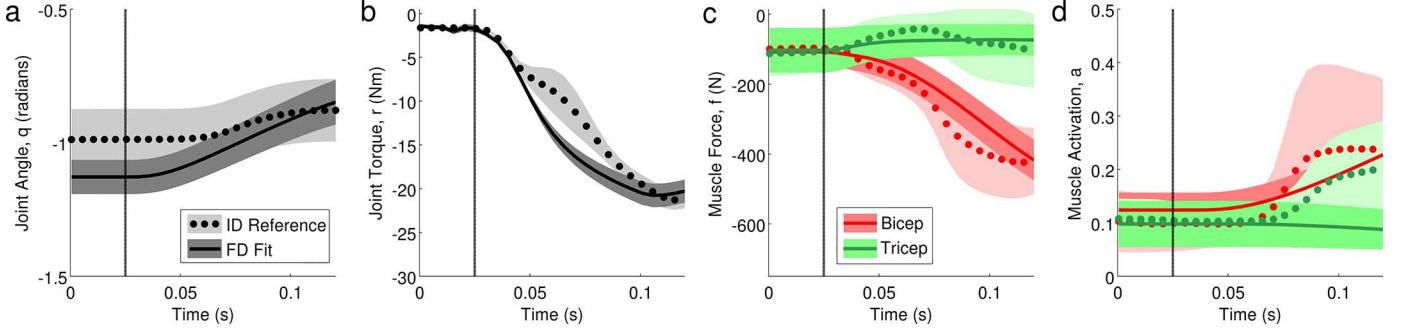 a
-0.5
-1
-1.5
Joint Angle, q (radians)
0
0.05
0.1
Time (s)
ID Reference
FD Fit
b
0
-5
-10
-15
-20
-25
-30
Joint Torque, r (Nm)
0
0.05
0.1
Time (s)
c
0
-200
-400
-600
Muscle Force, f (N)
0
0.05
0.1
Time (s)
Bicep
Tricep
d
0.5
0.4
0.3
0.2
0.1
0
Muscle Activation, a
0
0.05
0.1
Time (s)